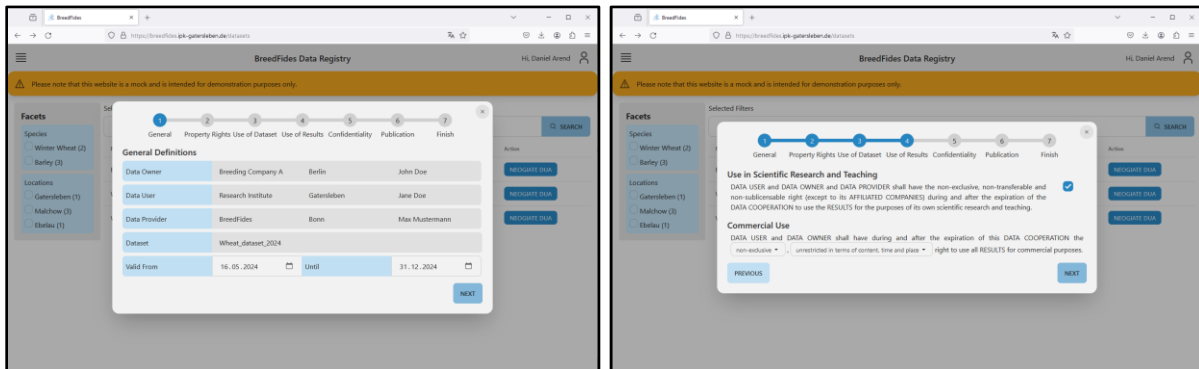 BreedFides
https://breedfides.ipk-gatersleben.de/datasets
BreedFides Data Registry
Hi, Daniel Arend
Please note that this website is a mock and is intended for demonstration purposes only.
Facets
Species
Winter Wheat (2)
Barley (3)
Locations
Gatersleben (1)
Malchow (3)
Ebelau (1)
Sel
SEARCH
Action
NEOGIATE DUA
NEOGIATE DUA
NEOGIATE DUA
1 2 3 4 5 6 7
General Property Rights Use of Dataset Use of Results Confidentiality Publication Finish
General Definitions
Data Owner Breeding Company A Berlin John Doe
Data User Research Institute Gatersleben Jane Doe
Data Provider BreedFides Bonn Max Mustermann
Dataset Wheat_dataset_2024
Valid From 16.05.2024 Until 31.12.2024
NEXT
BreedFides
https://breedfides.ipk-gatersleben.de/datasets
BreedFides Data Registry
Hi, Daniel Arend
Please note that this website is a mock and is intended for demonstration purposes only.
Facets
Species
Winter Wheat (2)
Barley (3)
Locations
Gatersleben (1)
Malchow (3)
Ebelau (1)
Selected Filters
SEARCH
Action
NEOGIATE DUA
NEOGIATE DUA
NEOGIATE DUA
1 2 3 4 5 6 7
General Property Rights Use of Dataset Use of Results Confidentiality Publication Finish
Use in Scientific Research and Teaching
DATA USER and DATA OWNER and DATA PROVIDER shall have the non-exclusive, non-transferable and
non-sublicensable right (except to its AFFILIATED COMPANIES) during and after the expiration of the
DATA COOPERATION to use the RESULTS for the purposes of its own scientific research and teaching.
Commercial Use
DATA USER and DATA OWNER shall have during and after the expiration of this DATA COOPERATION the
non-exclusive , unrestricted in terms of content, time and place right to use all RESULTS for commercial purposes.
PREVIOUS
NEXT